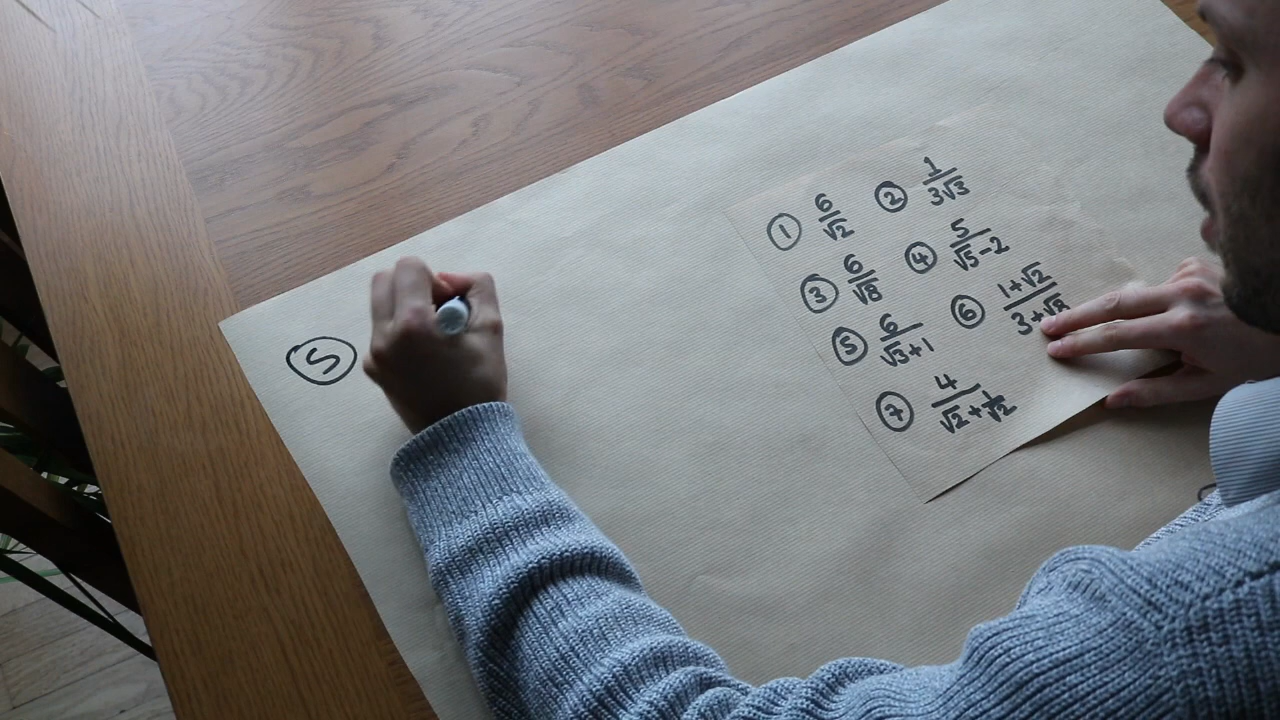 ⑤
① 6/√2 ② 1/3√3
③ 6/√8 ④ 5/√5-2
⑤ 6/√3+1 ⑥ 1+√2/3+√8
⑦ 4/√2+1/√2